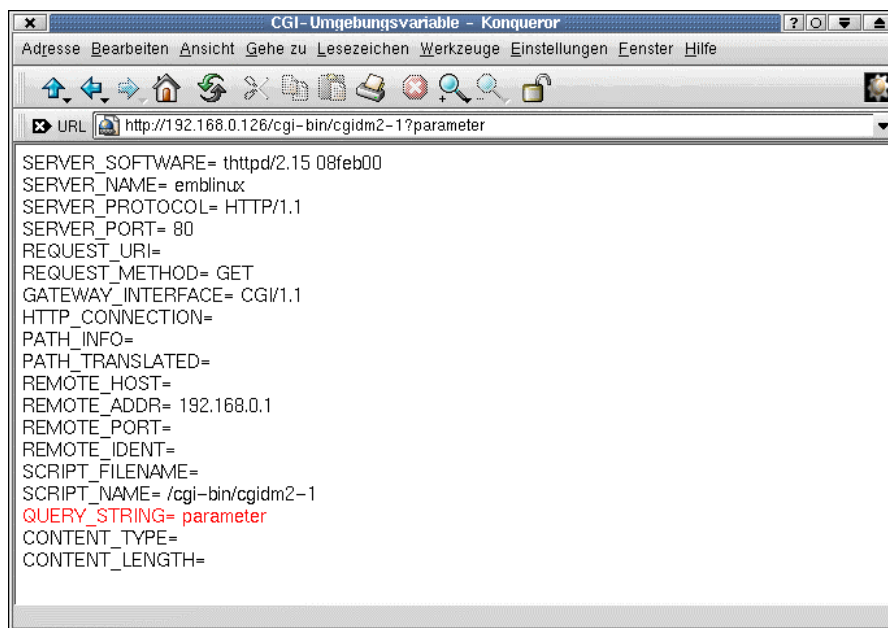 CGI-Umgebungsvariable - Konqueror
Adresse Bearbeiten Ansicht Gehe zu Lesezeichen Werkzeuge Einstellungen Fenster Hilfe
URL http://192.168.0.126/cgi-bin/cgidm2-1?parameter
SERVER_SOFTWARE= thttpd/2.15 08feb00
SERVER_NAME= emblinux
SERVER_PROTOCOL= HTTP/1.1
SERVER_PORT= 80
REQUEST_URI=
REQUEST_METHOD= GET
GATEWAY_INTERFACE= CGI/1.1
HTTP_CONNECTION=
PATH_INFO=
PATH_TRANSLATED=
REMOTE_HOST=
REMOTE_ADDR= 192.168.0.1
REMOTE_PORT=
REMOTE_IDENT=
SCRIPT_FILENAME=
SCRIPT_NAME= /cgi-bin/cgidm2-1
QUERY_STRING= parameter
CONTENT_TYPE=
CONTENT_LENGTH=